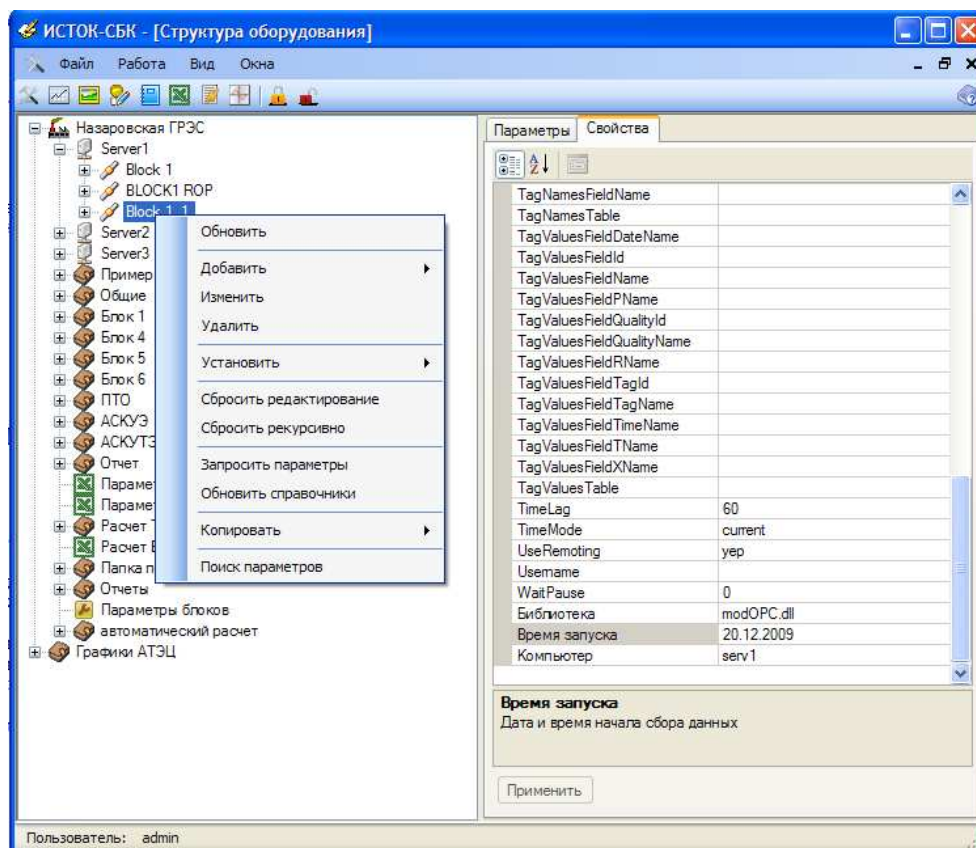 ИСТОК-СБК - [Структура оборудования]
Файл Работа Вид Окна
Назаровская ГРЭС
Server1
Block 1
BLOCK1 ROP
Block 1_1
Server2
Server3
Пример
Общие
Блок 1
Блок 4
Блок 5
Блок 6
ПТО
АСКУЭ
АСКУТЭ
Отчет
Параме
Параме
Расчет
Расчет
Папка п
Отчеты
Параметры блоков
автоматический расчет
Графики АТЭЦ
Обновить
Добавить
Изменить
Удалить
Установить
Сбросить редактирование
Сбросить рекурсивно
Запросить параметры
Обновить справочники
Копировать
Поиск параметров
Параметры Свойства
TagNamesFieldName
TagNamesTable
TagValuesFieldDateName
TagValuesFieldId
TagValuesFieldName
TagValuesFieldPName
TagValuesFieldQualityId
TagValuesFieldQualityName
TagValuesFieldRName
TagValuesFieldTagId
TagValuesFieldTagName
TagValuesFieldTimeName
TagValuesFieldTName
TagValuesFieldXName
TagValuesTable
TimeLag 60
TimeMode current
UseRemoting yep
Username
WaitPause 0
Библиотека modOPC.dll
Время запуска 20.12.2009
Компьютер serv1
Время запуска
Дата и время начала сбора данных
Применить
Пользователь: admin